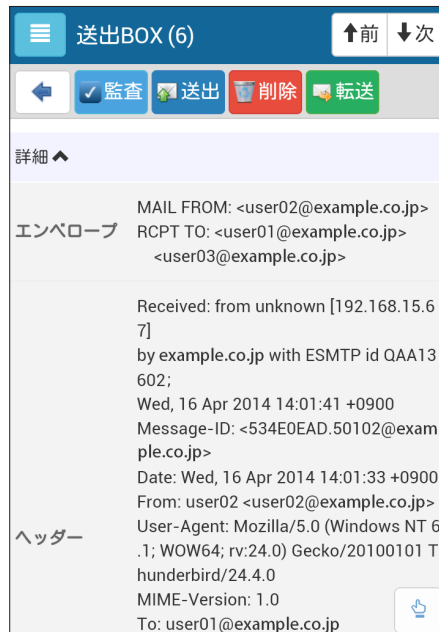 送出BOX (6) 前 次
監査 送出 削除 転送
詳細
エンベロープ
MAIL FROM: <user02@example.co.jp>
RCPT TO: <user01@example.co.jp>
<user03@example.co.jp>
ヘッダー
Received: from unknown [192.168.15.6
7]
by example.co.jp with ESMTP id QAA13
602;
Wed, 16 Apr 2014 14:01:41 +0900
Message-ID: <534E0EAD.50102@exam
ple.co.jp>
Date: Wed, 16 Apr 2014 14:01:33 +0900
From: user02 <user02@example.co.jp>
User-Agent: Mozilla/5.0 (Windows NT 6
.1; WOW64; rv:24.0) Gecko/20100101 T
hunderbird/24.4.0
MIME-Version: 1.0
To: user01@example.co.jp